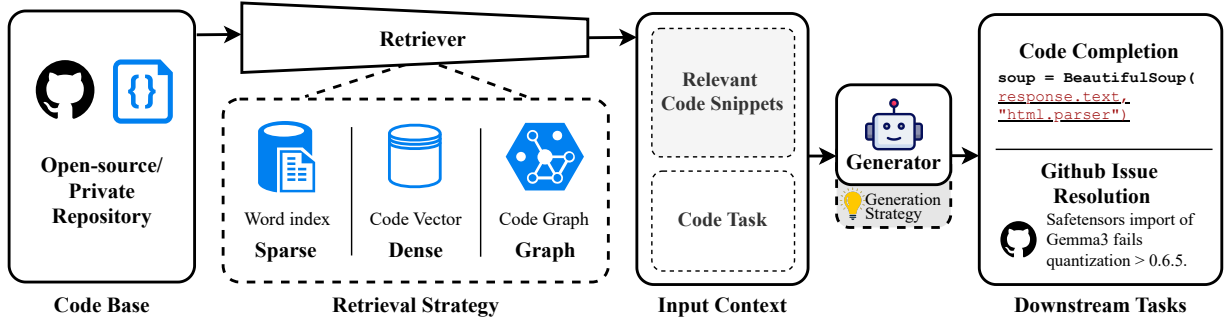 Open-source/
Private
Repository
Code Base
Retriever
Word index
Sparse
Code Vector
Dense
Code Graph
Graph
Retrieval Strategy
Relevant
Code Snippets
Code Task
Input Context
Generator
Generation
Strategy
Code Completion
soup = BeautifulSoup(
response.text,
"html.parser")
Github Issue
Resolution
Safetensors import of
Gemma3 fails
quantization > 0.6.5.
Downstream Tasks